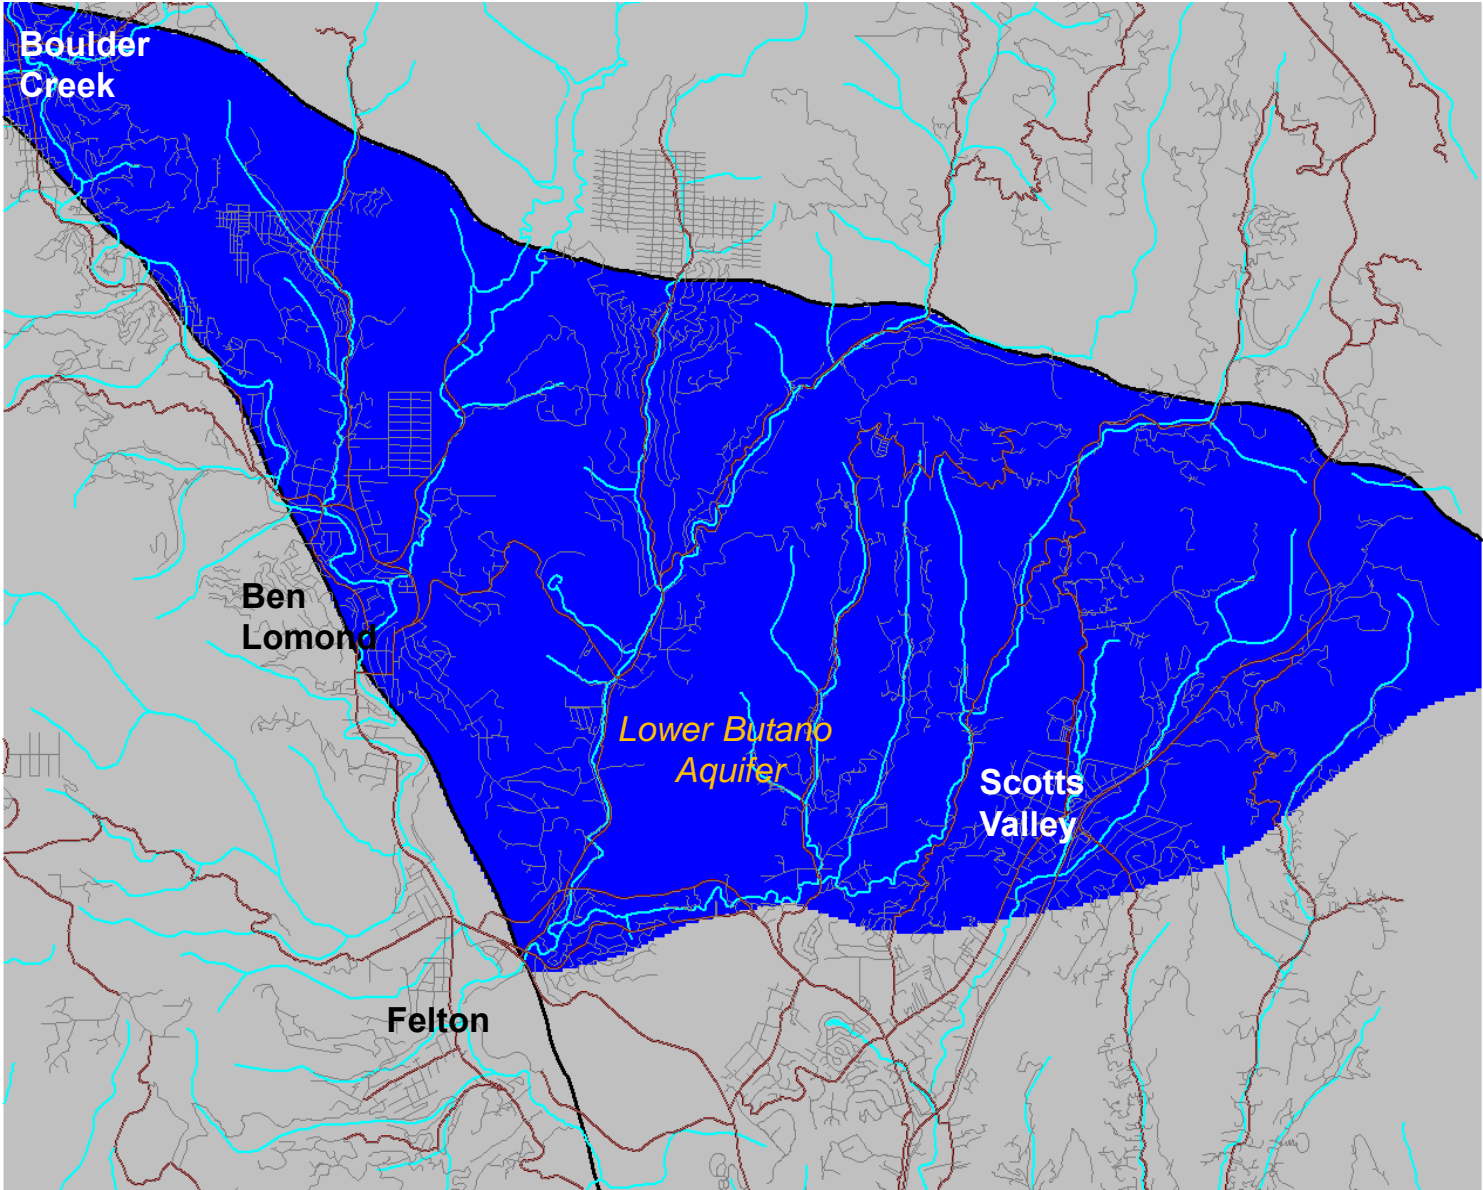 Boulder
Creek
Ben
Lomond
Lower Butano
Aquifer
Scotts
Valley
Felton